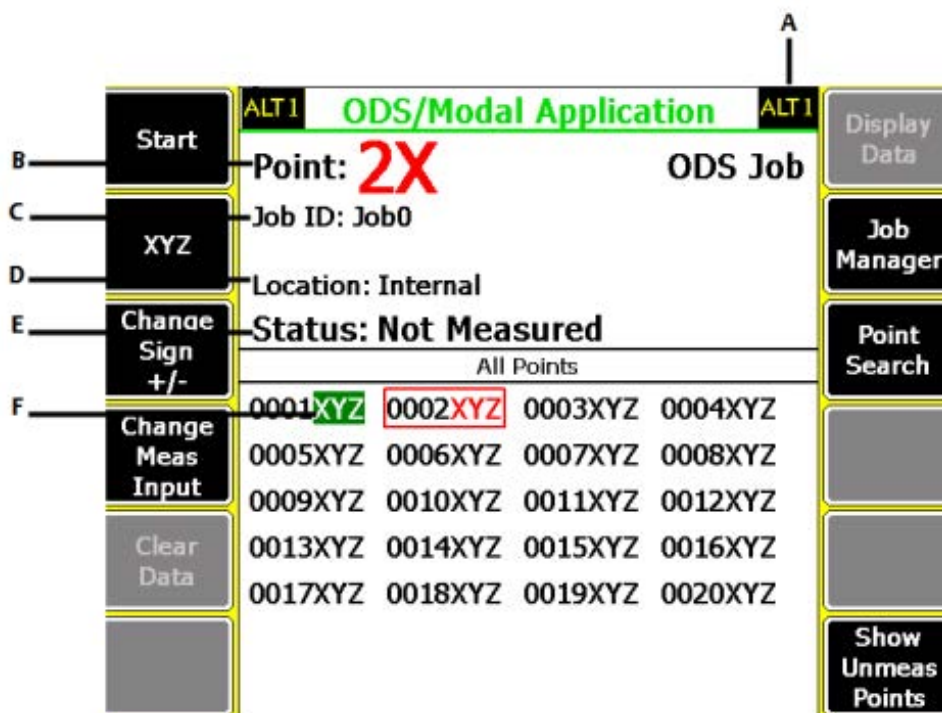 A
B
C
D
E
F
Start
XYZ
Change
Sign
+/-
Change
Meas
Input
Clear
Data
ALT1 ODS/Modal Application ALT1
Point: 2X ODS Job
Job ID: Job0
Location: Internal
Status: Not Measured
All Points
0001XYZ 0002XYZ 0003XYZ 0004XYZ
0005XYZ 0006XYZ 0007XYZ 0008XYZ
0009XYZ 0010XYZ 0011XYZ 0012XYZ
0013XYZ 0014XYZ 0015XYZ 0016XYZ
0017XYZ 0018XYZ 0019XYZ 0020XYZ
Display
Data
Job
Manager
Point
Search
Show
Unmeas
Points